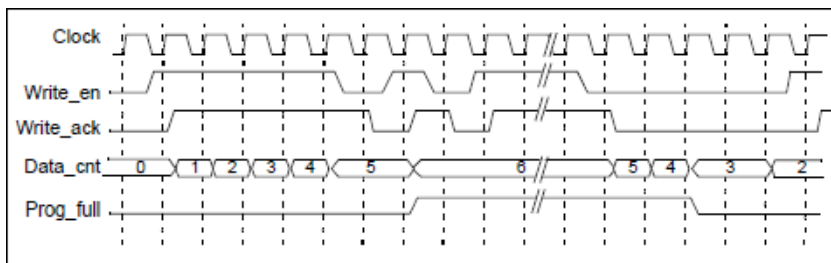 Clock
Write_en
Write_ack
Data_cnt 0 1 2 3 4 5 6 5 4 3 2
Prog_full